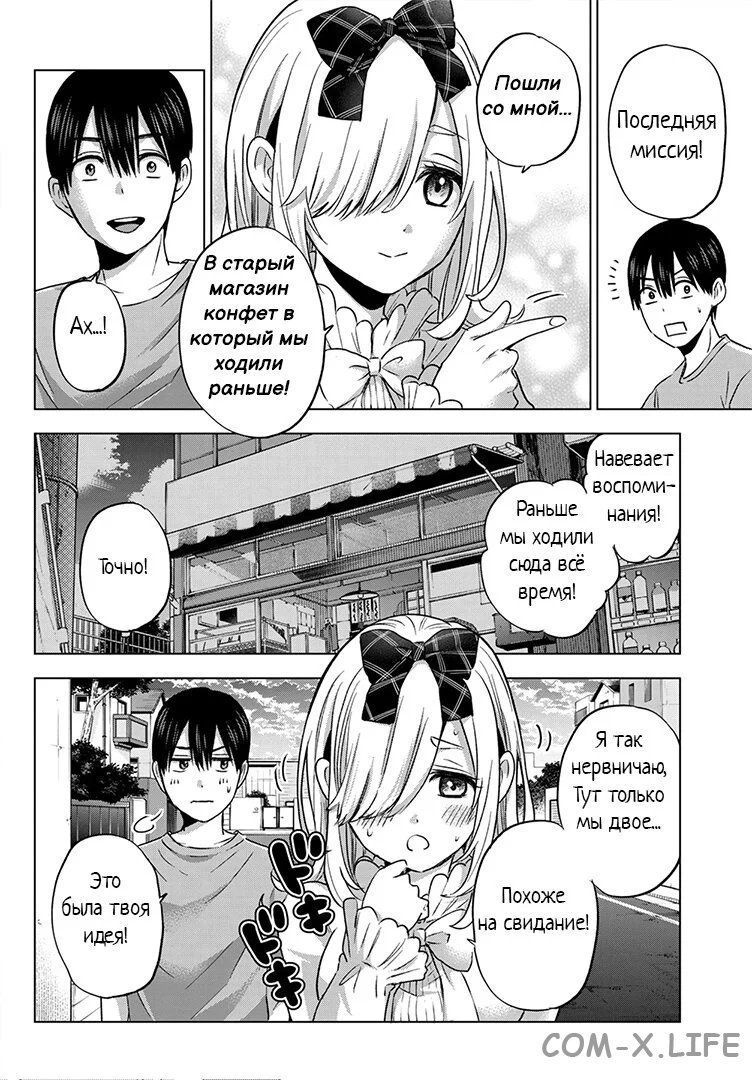 Последняя
миссия!
Пошли
со мной...
В старый
магазин
конфет в
который мы
ходили
раньше!
Ах...!
Навевает
воспоми-
нания!
Раньше
мы ходили
сюда всё
время!
Точно!
Я так
нервничаю,
Тут только
мы двое...
Похоже
на свидание!
ドキ
ドキ
Это
была твоя
идея!
COM-X.LIFE